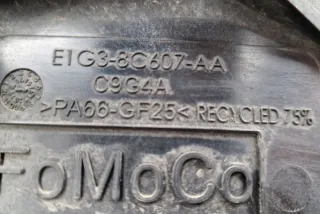 E1G3-8C607-AA
C9G4A
>PA66-GF25< RECYCLED 75%
FoMoCo